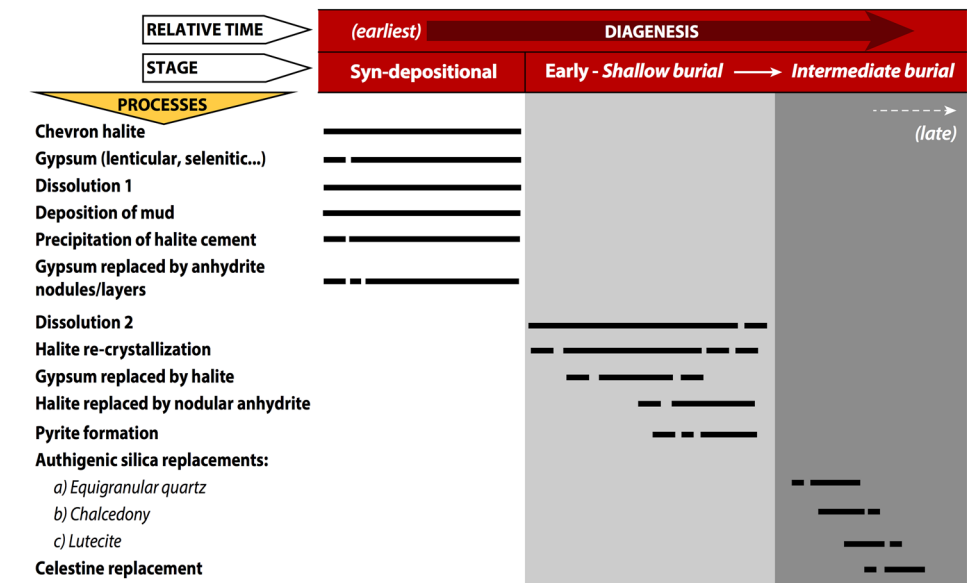 RELATIVE TIME (earliest) DIAGENESIS
STAGE Syn-depositional Early - Shallow burial Intermediate burial
PROCESSES
(late)
Chevron halite
Gypsum (lenticular, selenitic...)
Dissolution 1
Deposition of mud
Precipitation of halite cement
Gypsum replaced by anhydrite
nodules/layers
Dissolution 2
Halite re-crystallization
Gypsum replaced by halite
Halite replaced by nodular anhydrite
Pyrite formation
Authigenic silica replacements:
a) Equigranular quartz
b) Chalcedony
c) Lutecite
Celestine replacement